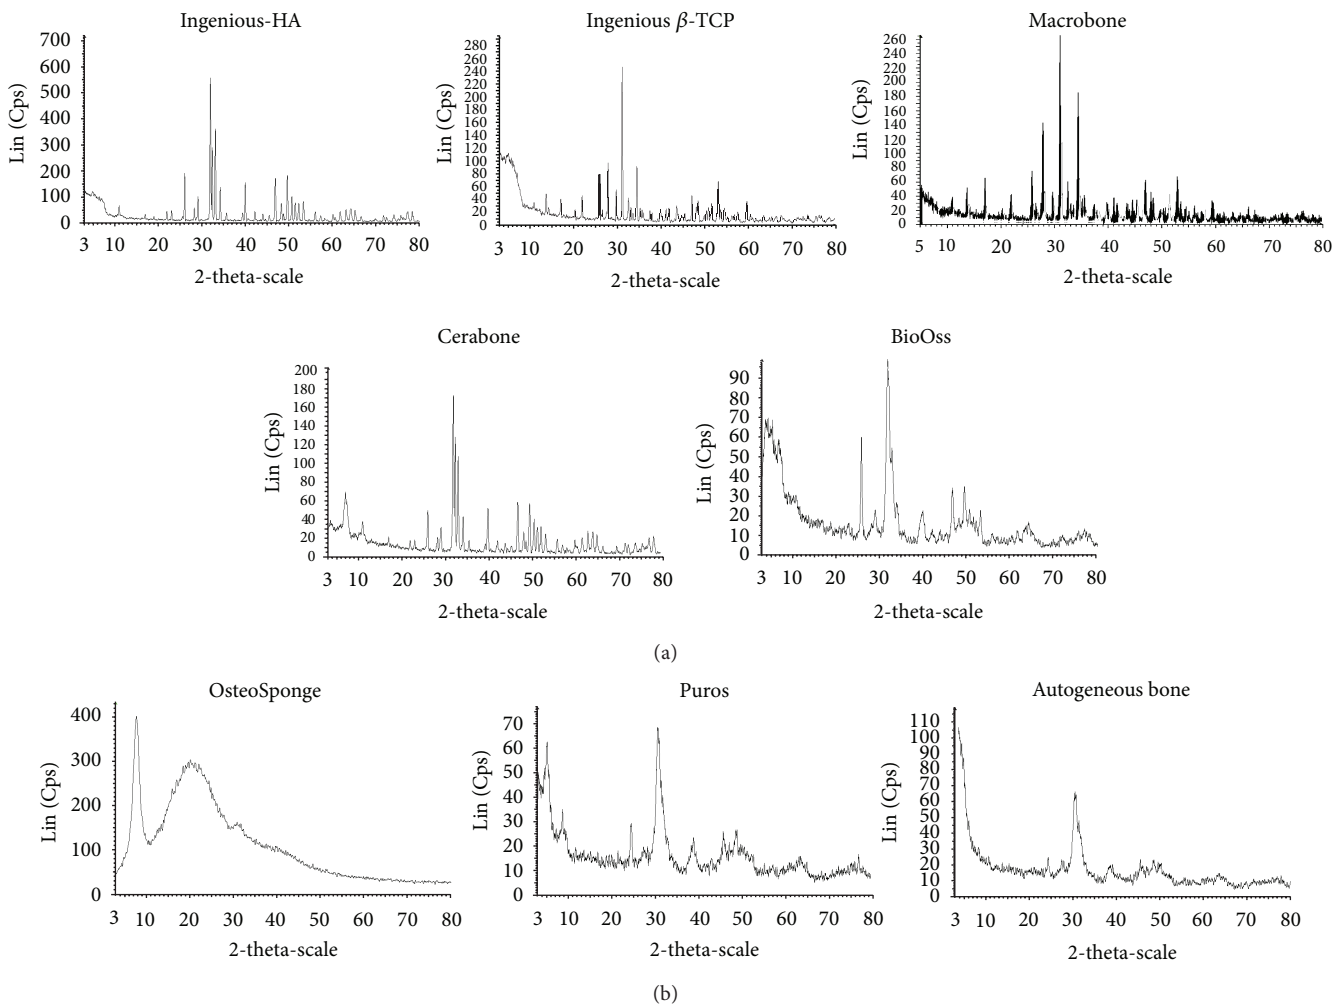 Ingenious-HA
Lin (Cps)
700
600
500
400
300
200
100
0
3 10 20 30 40 50 60 70 80
2-theta-scale
Ingenious β-TCP
Lin (Cps)
280
260
240
220
200
180
160
140
120
100
80
60
40
20
0
3 10 20 30 40 50 60 70 80
2-theta-scale
Macrobone
Lin (Cps)
260
240
220
200
180
160
140
120
100
80
60
40
20
0
5 10 20 30 40 50 60 70 80
2-theta-scale
Cerabone
Lin (Cps)
200
180
160
140
120
100
80
60
40
20
0
3 10 20 30 40 50 60 70 80
2-theta-scale
BioOss
Lin (Cps)
90
80
70
60
50
40
30
20
10
0
3 10 20 30 40 50 60 70 80
2-theta-scale
(a)
OsteoSponge
Lin (Cps)
400
300
200
100
0
3 10 20 30 40 50 60 70 80
2-theta-scale
Puros
Lin (Cps)
70
60
50
40
30
20
10
0
3 10 20 30 40 50 60 70 80
2-theta-scale
Autogeneous bone
Lin (Cps)
110
100
90
80
70
60
50
40
30
20
10
0
3 10 20 30 40 50 60 70 80
2-theta-scale
(b)